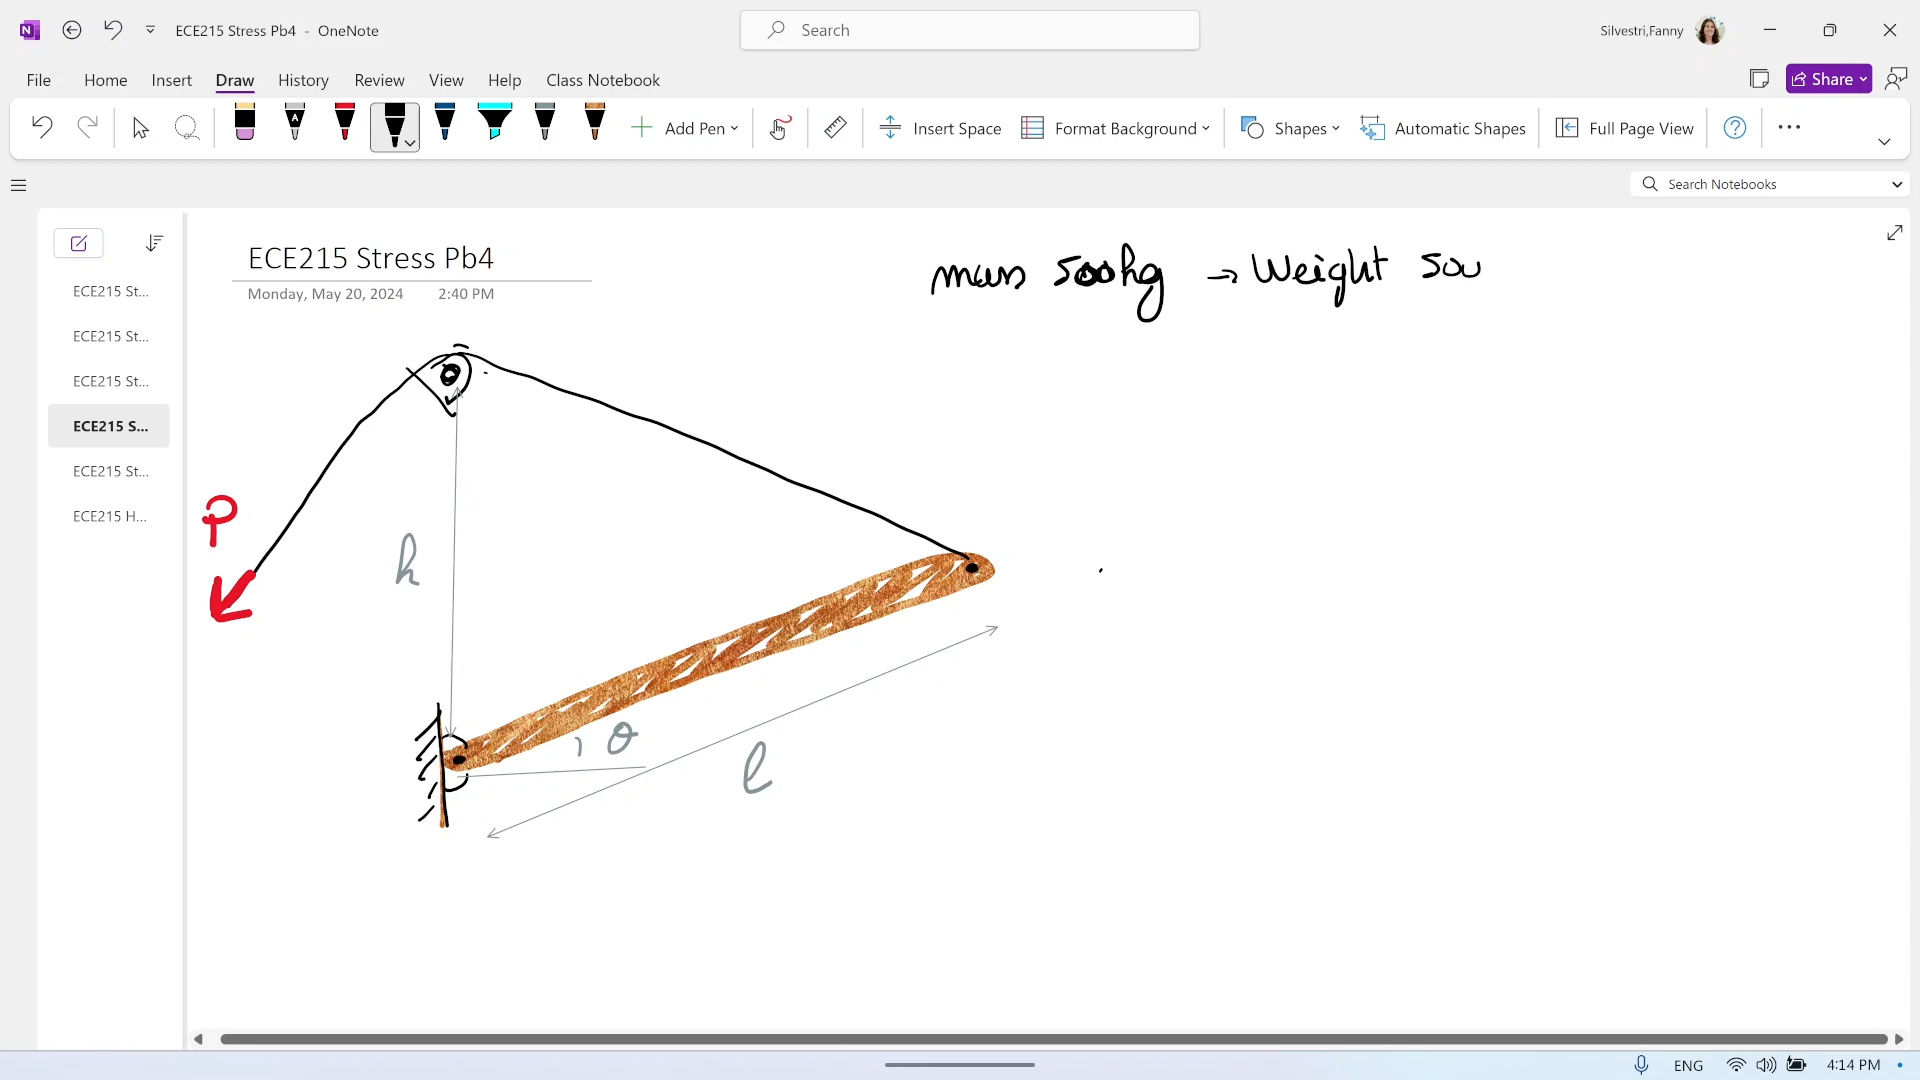 ECE215 Stress Pb4 - OneNote
Search
Silvestri,Fanny
File Home Insert Draw History Review View Help Class Notebook
Share
Add Pen
Insert Space
Format Background
Shapes
Automatic Shapes
Full Page View
Search Notebooks
ECE215 Stress Pb4
Monday, May 20, 2024 2:40 PM
ECE215 St...
ECE215 St...
ECE215 St...
ECE215 S...
ECE215 St...
ECE215 H...
mass 500kg → Weight 500
P
h
θ
l
ENG
4:14 PM